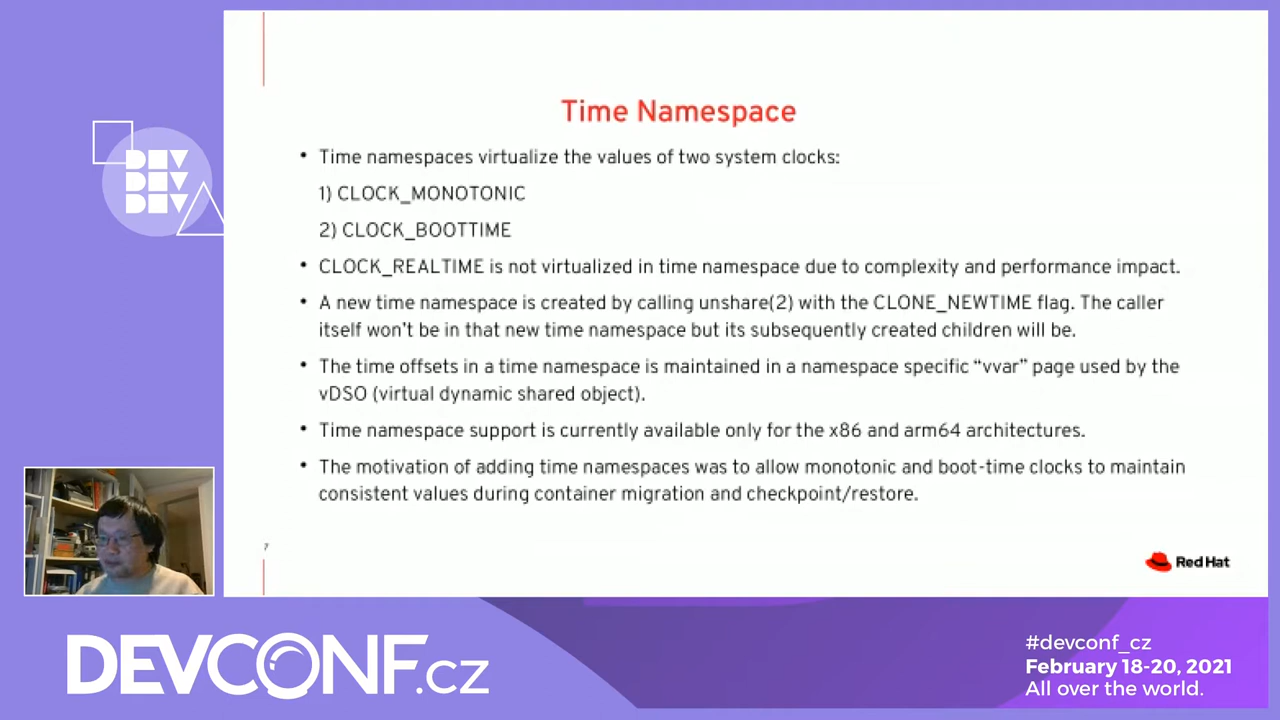 Time Namespace
• Time namespaces virtualize the values of two system clocks:
1) CLOCK_MONOTONIC
2) CLOCK_BOOTTIME
• CLOCK_REALTIME is not virtualized in time namespace due to complexity and performance impact.
• A new time namespace is created by calling unshare(2) with the CLONE_NEWTIME flag. The caller
itself won't be in that new time namespace but its subsequently created children will be.
• The time offsets in a time namespace is maintained in a namespace specific “vvar” page used by the
vDSO (virtual dynamic shared object).
• Time namespace support is currently available only for the x86 and arm64 architectures.
• The motivation of adding time namespaces was to allow monotonic and boot-time clocks to maintain
consistent values during container migration and checkpoint/restore.
7
Red Hat
DEV
DEV
DEV
DEVCONF.cz
#devconf_cz
February 18-20, 2021
All over the world.